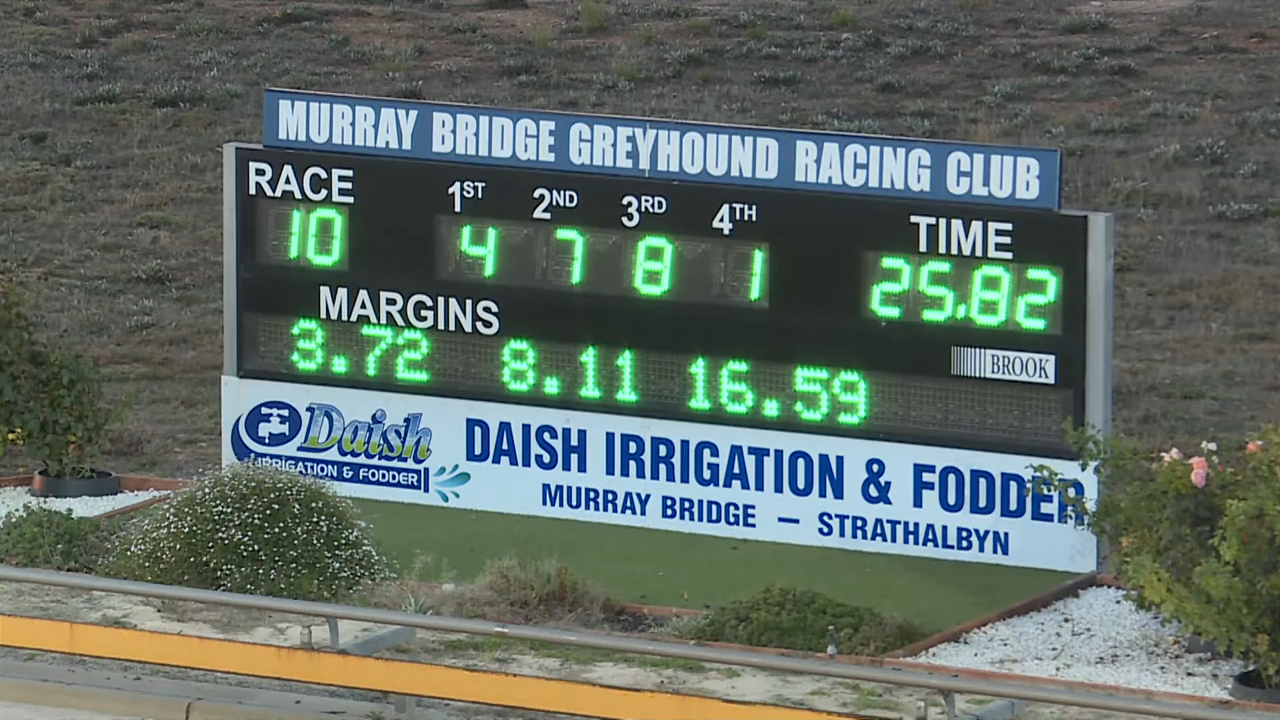 MURRAY BRIDGE GREYHOUND RACING CLUB
RACE 1ST 2ND 3RD 4TH TIME
10 4 7 8 1 25.82
MARGINS
3.72 8.11 16.59
BROOK
Daish
IRRIGATION & FODDER
DAISH IRRIGATION & FODDER
MURRAY BRIDGE – STRATHALBYN